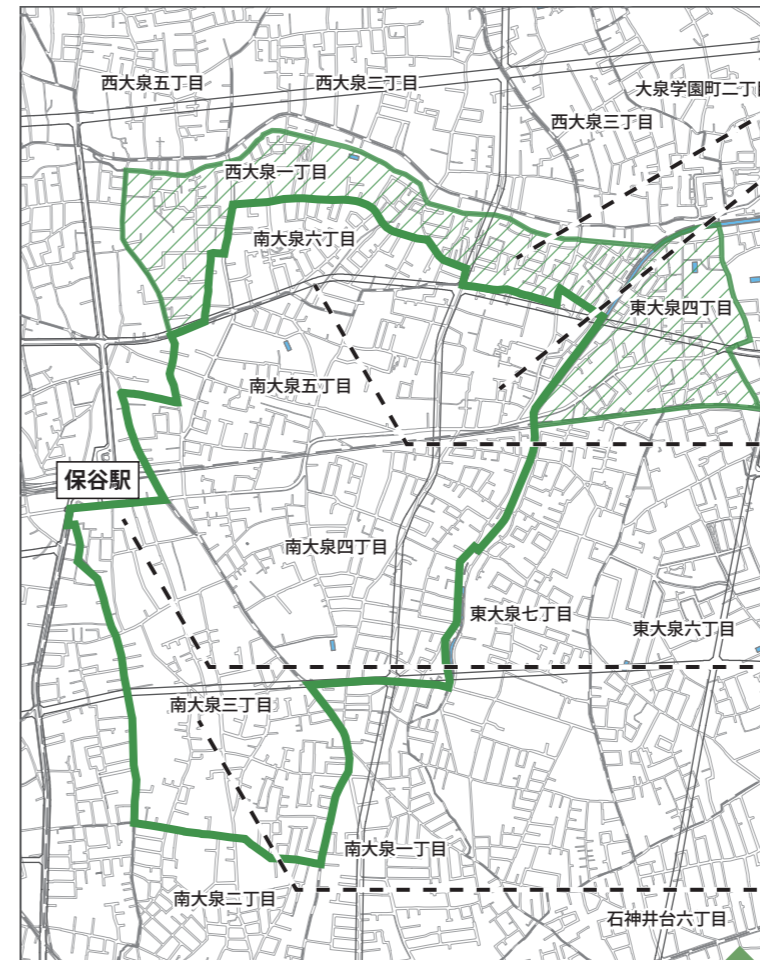 西大泉五丁目
西大泉二丁目
大泉学園町二丁目
西大泉三丁目
西大泉一丁目
南大泉六丁目
東大泉四丁目
南大泉五丁目
保谷駅
南大泉四丁目
東大泉七丁目
東大泉六丁目
南大泉三丁目
南大泉一丁目
南大泉二丁目
石神井台六丁目